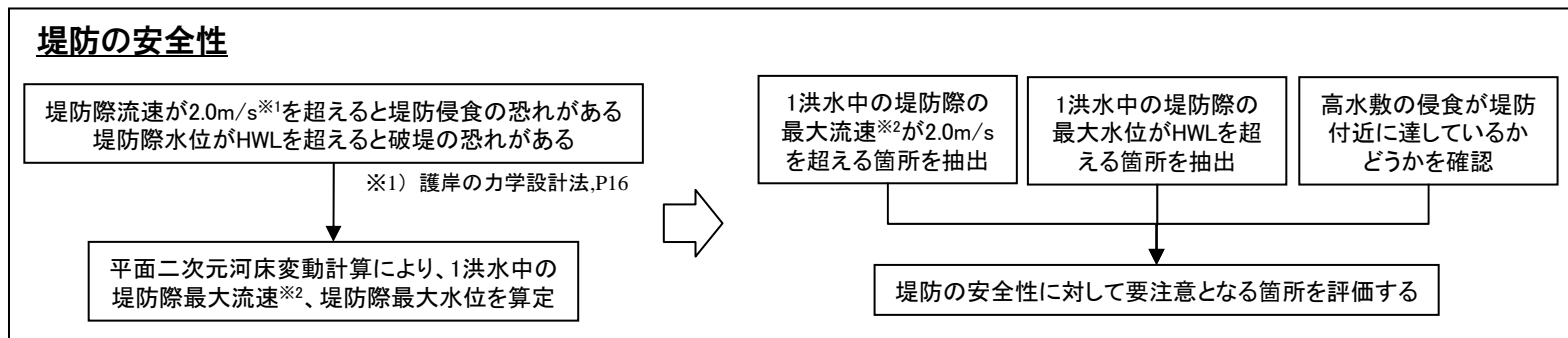 堤防の安全性
堤防際流速が2.0m/s※1を超えると堤防侵食の恐れがある
堤防際水位がHWLを超えると破堤の恐れがある
※1） 護岸の力学設計法,P16
平面二次元河床変動計算により、1洪水中の
堤防際最大流速※2、堤防際最大水位を算定
1洪水中の堤防際の
最大流速※2が2.0m/s
を超える箇所を抽出
1洪水中の堤防際の
最大水位がHWLを超
える箇所を抽出
高水敷の侵食が堤防
付近に達しているか
どうかを確認
堤防の安全性に対して要注意となる箇所を評価する